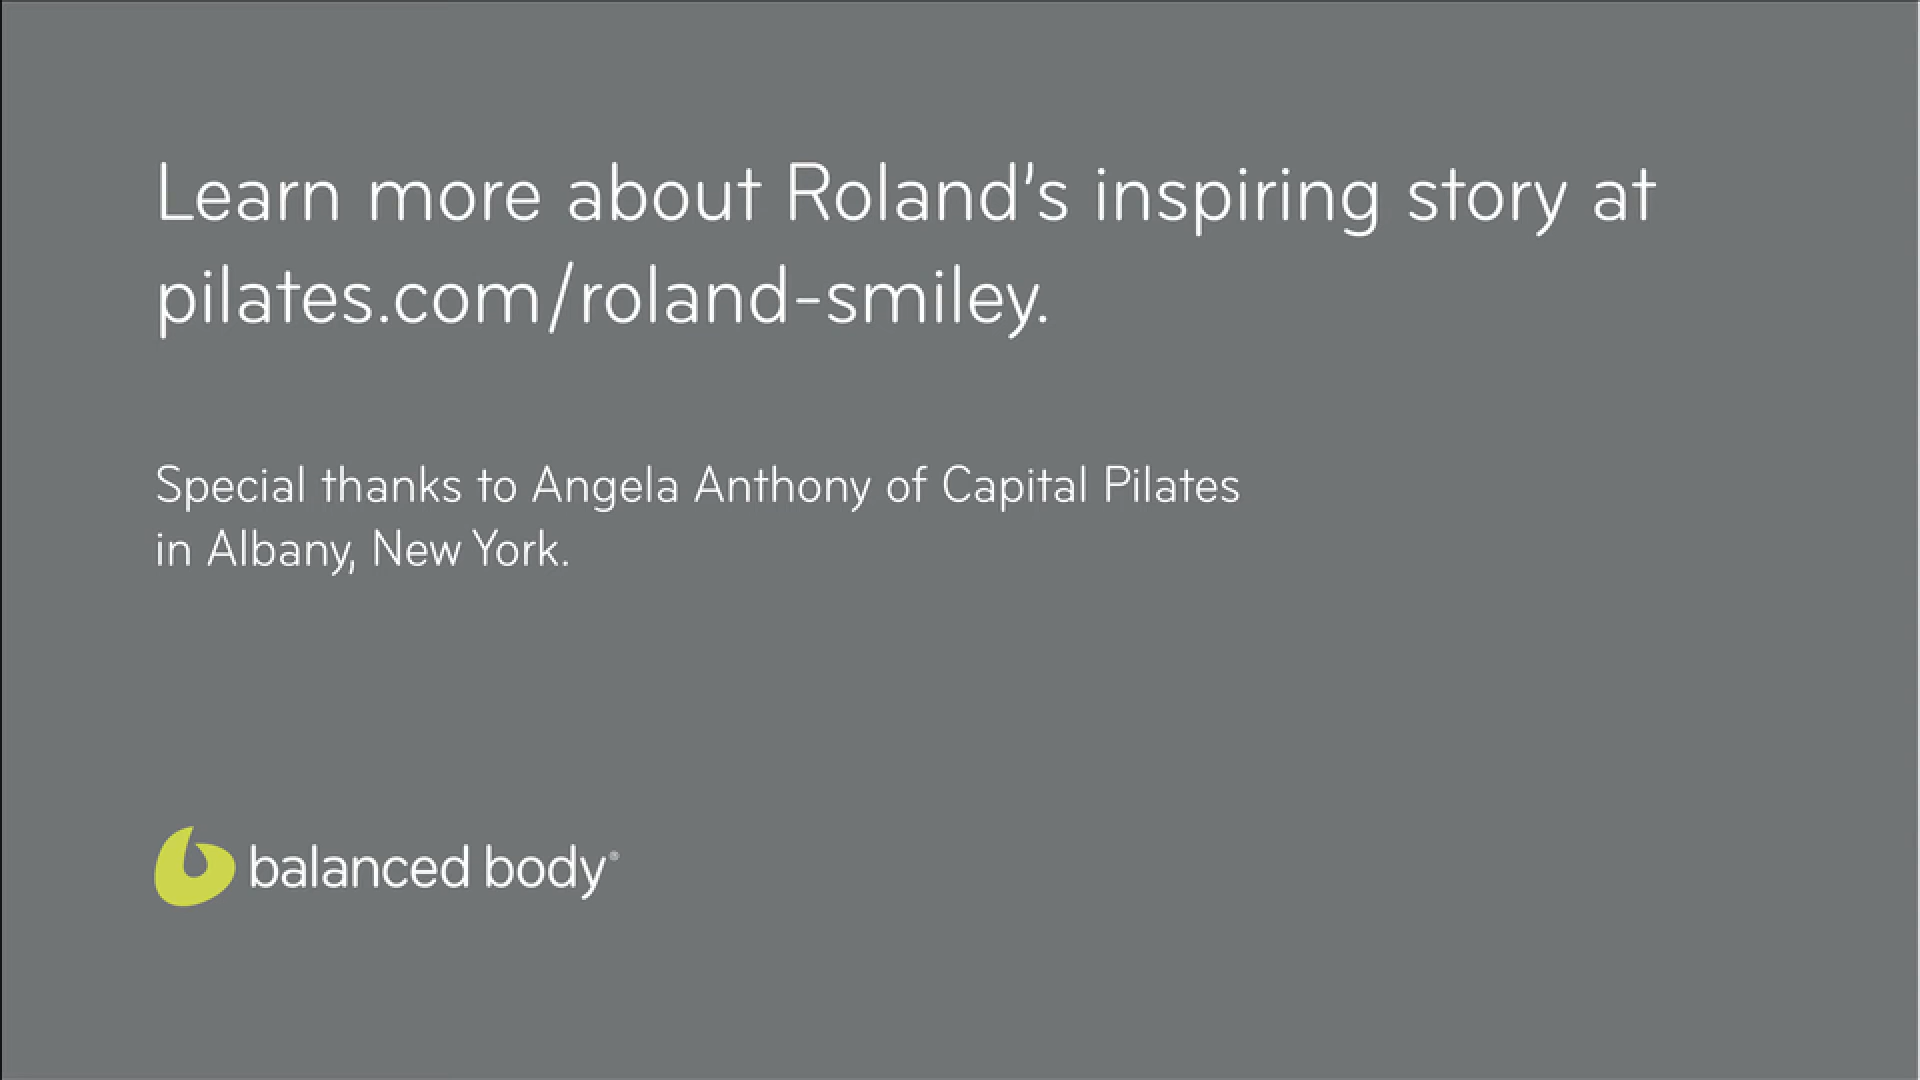 Learn more about Roland’s inspiring story at
pilates.com/roland-smiley.
Special thanks to Angela Anthony of Capital Pilates
in Albany, New York.
balanced body®